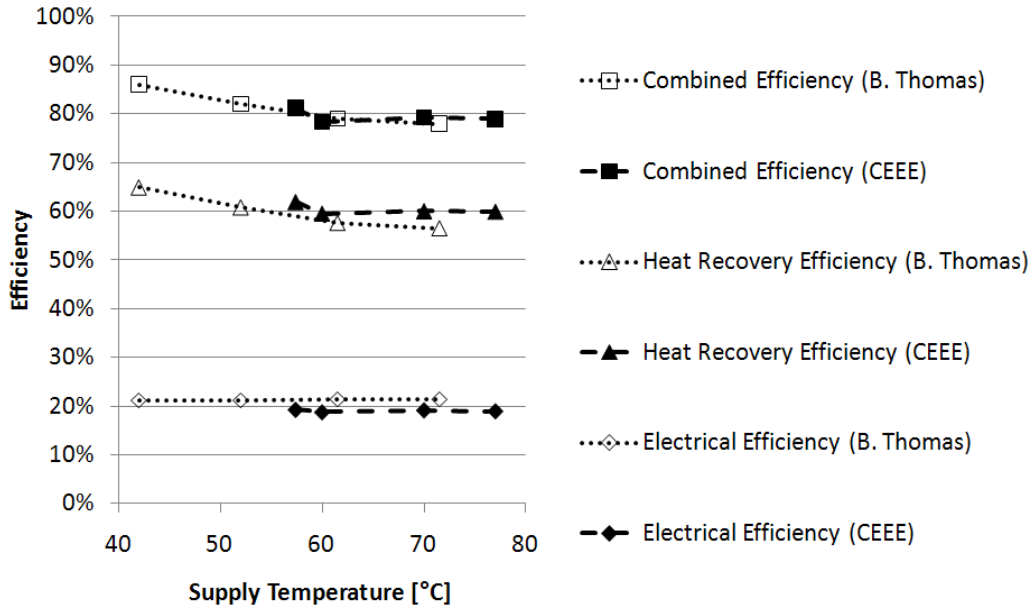 100%
90%
80%
70%
60%
50%
40%
30%
20%
10%
0%
Efficiency
40 50 60 70 80
Supply Temperature [°C]
Combined Efficiency (B. Thomas)
Combined Efficiency (CEEE)
Heat Recovery Efficiency (B. Thomas)
Heat Recovery Efficiency (CEEE)
Electrical Efficiency (B. Thomas)
Electrical Efficiency (CEEE)